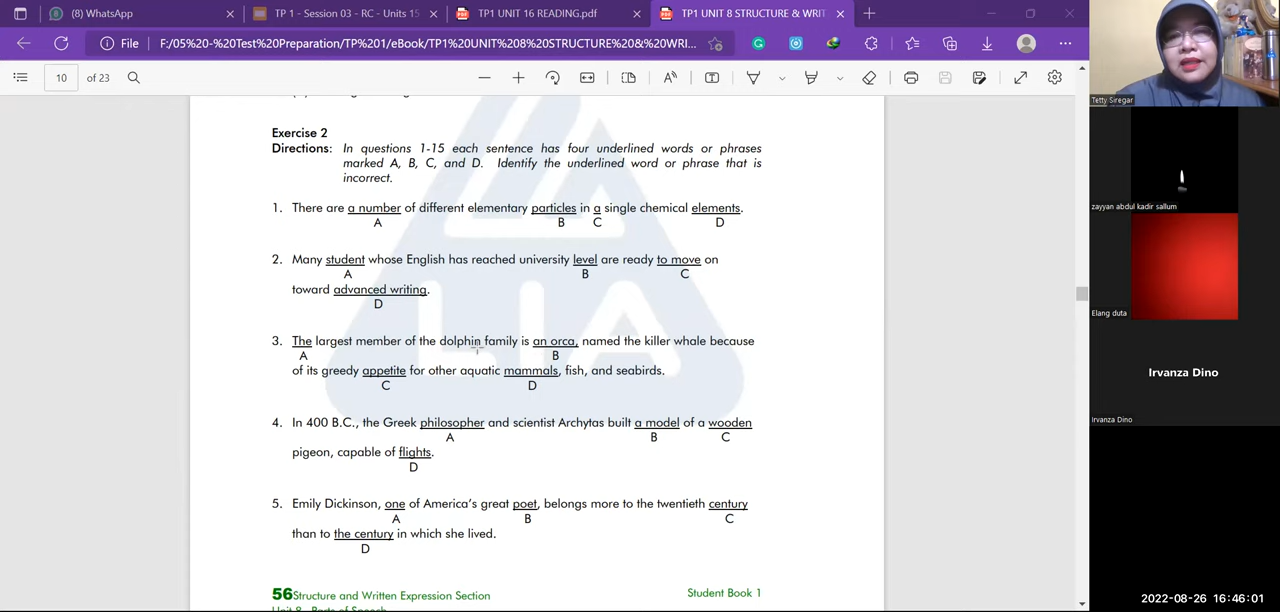 (8) WhatsApp
TP 1 - Session 03 - RC - Units 15
TP1 UNIT 16 READING.pdf
TP1 UNIT 8 STRUCTURE & WRIT
File
F:/05%20-%20Test%20Preparation/TP%201/eBook/TP1%20UNIT%208%20STRUCTURE%20&%20WRI...
10 of 23
Exercise 2
Directions: In questions 1-15 each sentence has four underlined words or phrases
marked A, B, C, and D. Identify the underlined word or phrase that is
incorrect.
1. There are a number of different elementary particles in a single chemical elements.
A B C D
2. Many student whose English has reached university level are ready to move on
A B C
toward advanced writing.
D
3. The largest member of the dolphin family is an orca, named the killer whale because
A B
of its greedy appetite for other aquatic mammals, fish, and seabirds.
C D
4. In 400 B.C., the Greek philosopher and scientist Archytas built a model of a wooden
A B C
pigeon, capable of flights.
D
5. Emily Dickinson, one of America's great poet, belongs more to the twentieth century
A B C
than to the century in which she lived.
D
56 Structure and Written Expression Section
Unit 8 - Parts of Speech
Student Book 1
LIA
Tetty Siregar
zayyan abdul kadir sallum
Elang duta
Irvanza Dino
Irvanza Dino
2022-08-26 16:46:01